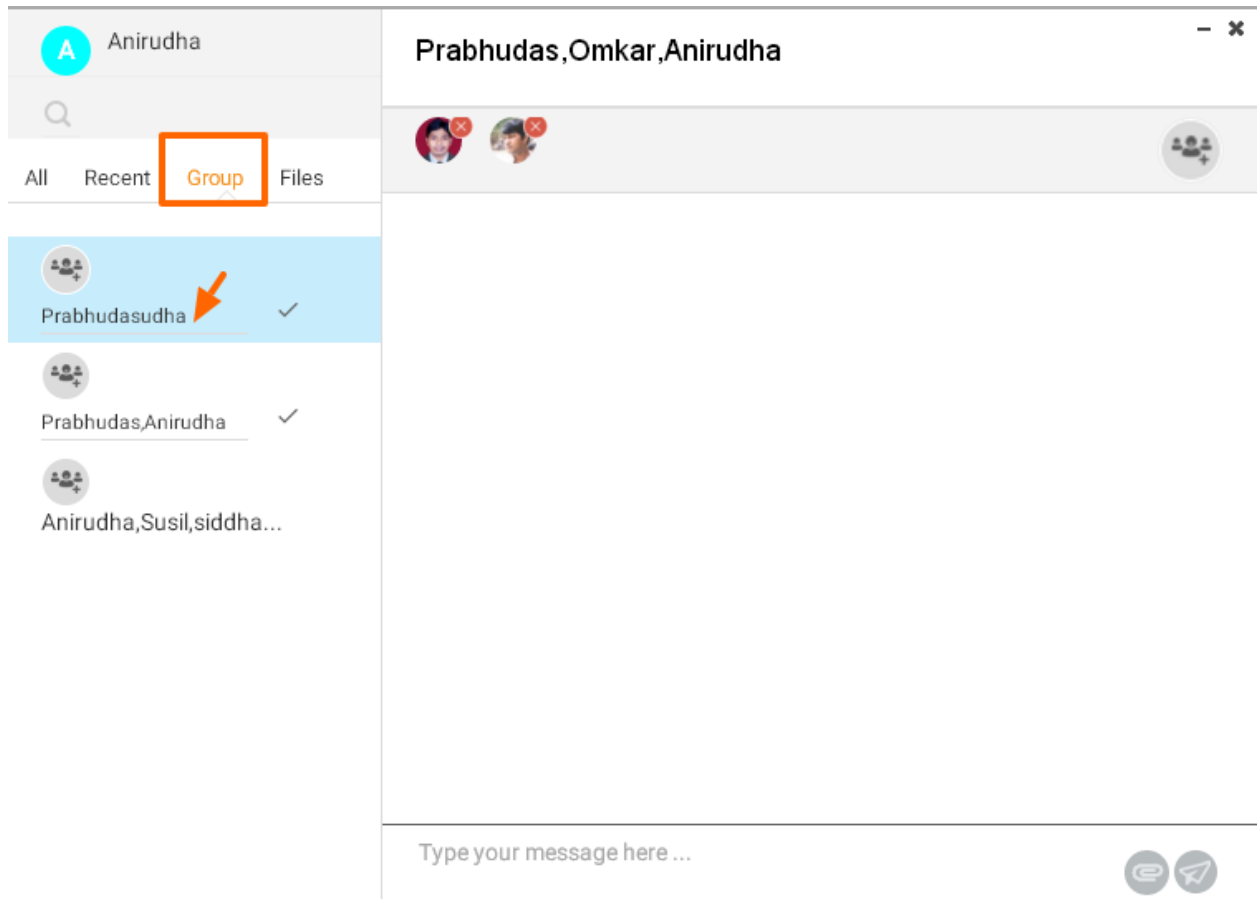 A
Anirudha
All Recent Group Files
Prabhudasudha
Prabhudas,Anirudha
Anirudha,Susil,siddha...
Prabhudas,Omkar,Anirudha
Type your message here ...